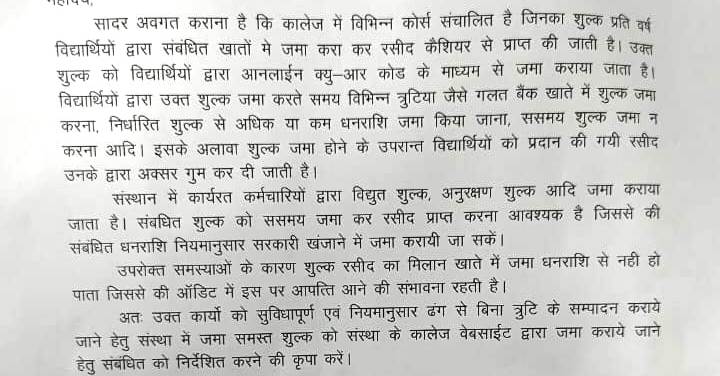 महोदय,
सादर अवगत कराना है कि कालेज में विभिन्न कोर्स संचालित है जिनका शुल्क प्रति वर्ष
विद्यार्थियों द्वारा संबंधित खातों मे जमा करा कर रसीद कैशियर से प्राप्त की जाती है। उक्त
शुल्क को विद्यार्थियों द्वारा आनलाईन क्यु–आर कोड के माध्यम से जमा कराया जाता है।
विद्यार्थियों द्वारा उक्त शुल्क जमा करते समय विभिन्न त्रुटिया जैसे गलत बैंक खाते में शुल्क जमा
करना, निर्धारित शुल्क से अधिक या कम धनराशि जमा किया जाना, ससमय शुल्क जमा न
करना आदि। इसके अलावा शुल्क जमा होने के उपरान्त विद्यार्थियों को प्रदान की गयी रसीद
उनके द्वारा अक्सर गुम कर दी जाती है।
संस्थान में कार्यरत कर्मचारियों द्वारा विद्युत शुल्क, अनुरक्षण शुल्क आदि जमा कराया
जाता है। संबधित शुल्क को ससमय जमा कर रसीद प्राप्त करना आवश्यक है जिससे की
संबंधित धनराशि नियमानुसार सरकारी खंजाने में जमा करायी जा सकें।
उपरोक्त समस्याओं के कारण शुल्क रसीद का मिलान खाते में जमा धनराशि से नही हो
पाता जिससे की ऑडिट में इस पर आपत्ति आने की संभावना रहती है।
अतः उक्त कार्यो को सुविधापूर्ण एवं नियमानुसार ढंग से बिना त्रुटि के सम्पादन कराये
जाने हेतु संस्था में जमा समस्त शुल्क को संस्था के कालेज वेबसाईट द्वारा जमा कराये जाने
हेतु संबंधित को निर्देशित करने की कृपा करें।